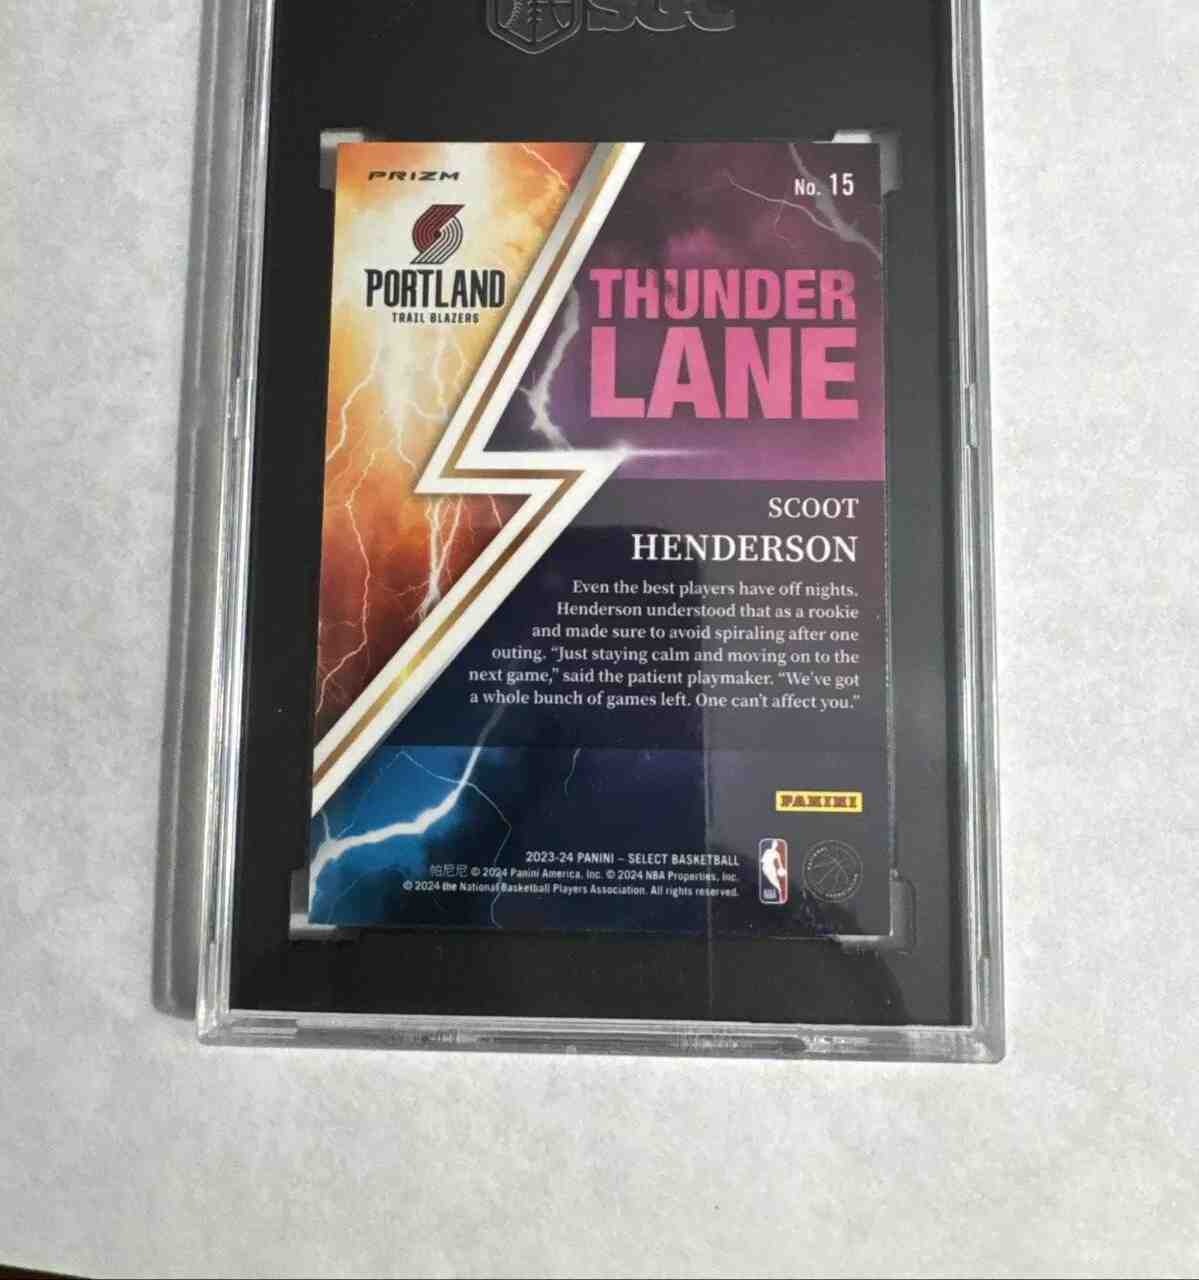 SGC
PRIZM
No. 15
PORTLAND
TRAIL BLAZERS
THUNDER
LANE
SCOOT
HENDERSON
Even the best players have off nights.
Henderson understood that as a rookie
and made sure to avoid spiraling after one
outing. “Just staying calm and moving on to the
next game,” said the patient playmaker. “We’ve got
a whole bunch of games left. One can’t affect you.”
PANINI
2023-24 PANINI – SELECT BASKETBALL
帕尼尼 © 2024 Panini America, Inc. © 2024 NBA Properties, Inc.
© 2024 the National Basketball Players Association. All rights reserved.
NBA